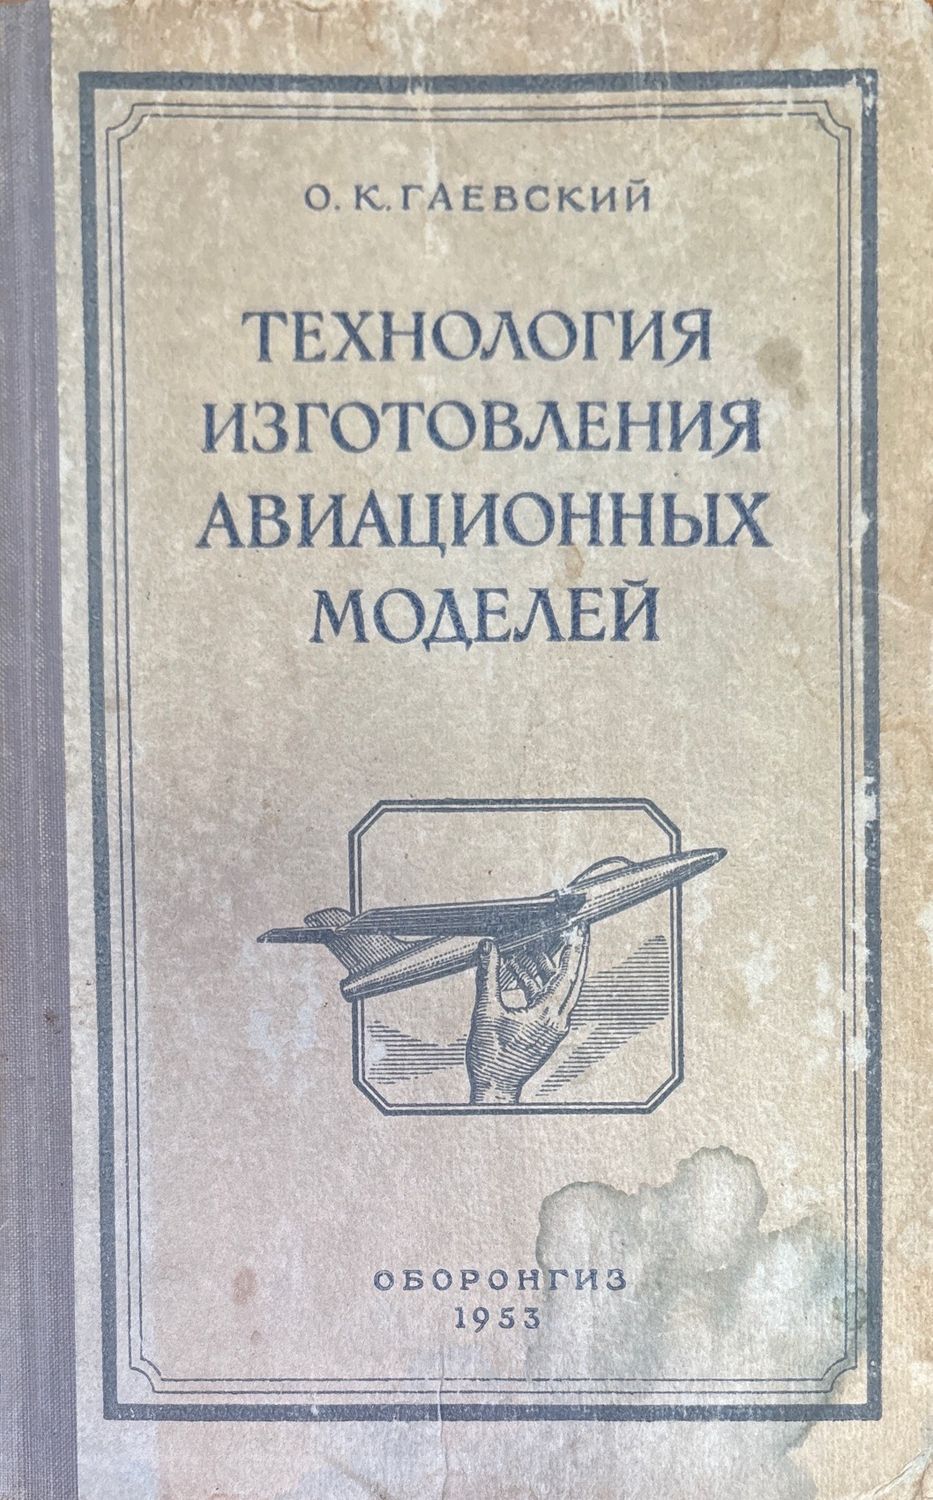 О. К. ГАЕВСКИЙ
ТЕХНОЛОГИЯ
ИЗГОТОВЛЕНИЯ
АВИАЦИОННЫХ
МОДЕЛЕЙ
ОБОРОНГИЗ
1953